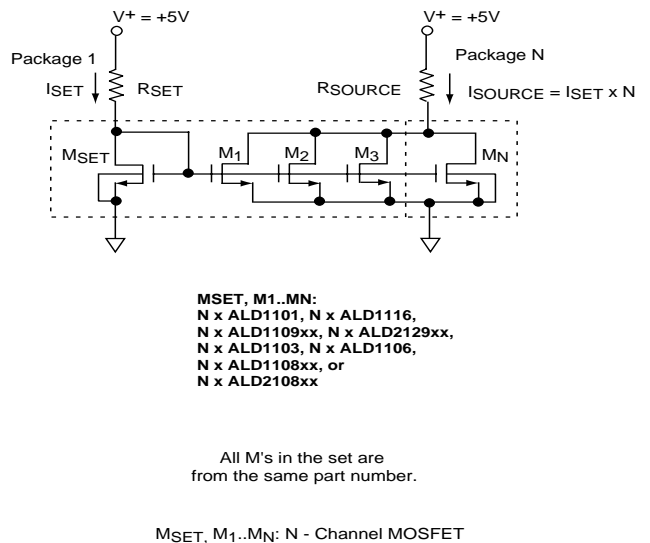 V+ = +5V
V+ = +5V
Package 1
Package N
ISET
RSET
RSOURCE
ISOURCE = ISET x N
MSET
M1
M2
M3
MN
MSET, M1..MN:
N x ALD1101, N x ALD1116,
N x ALD1109xx, N x ALD2129xx,
N x ALD1103, N x ALD1106,
N x ALD1108xx, or
N x ALD2108xx
All M's in the set are
from the same part number.
MSET, M1..MN: N - Channel MOSFET